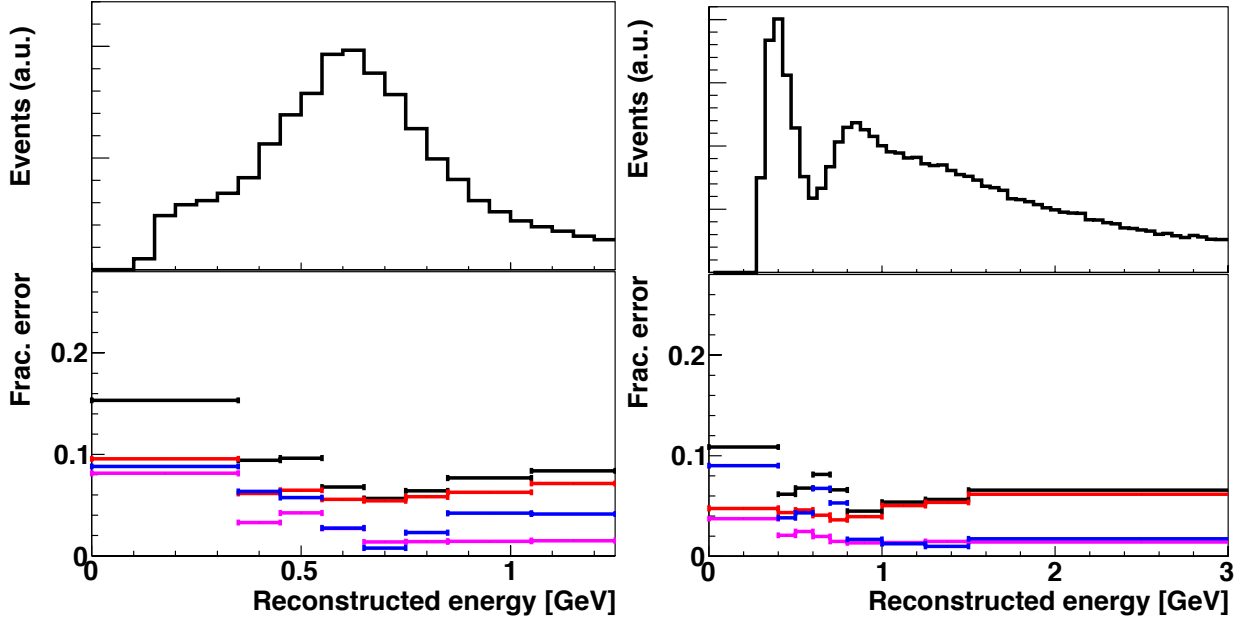 Events (a.u.)
Frac. error
0.2
0.1
0
0
0.5
1
Reconstructed energy [GeV]
Events (a.u.)
Frac. error
0.2
0.1
0
0
1
2
3
Reconstructed energy [GeV]